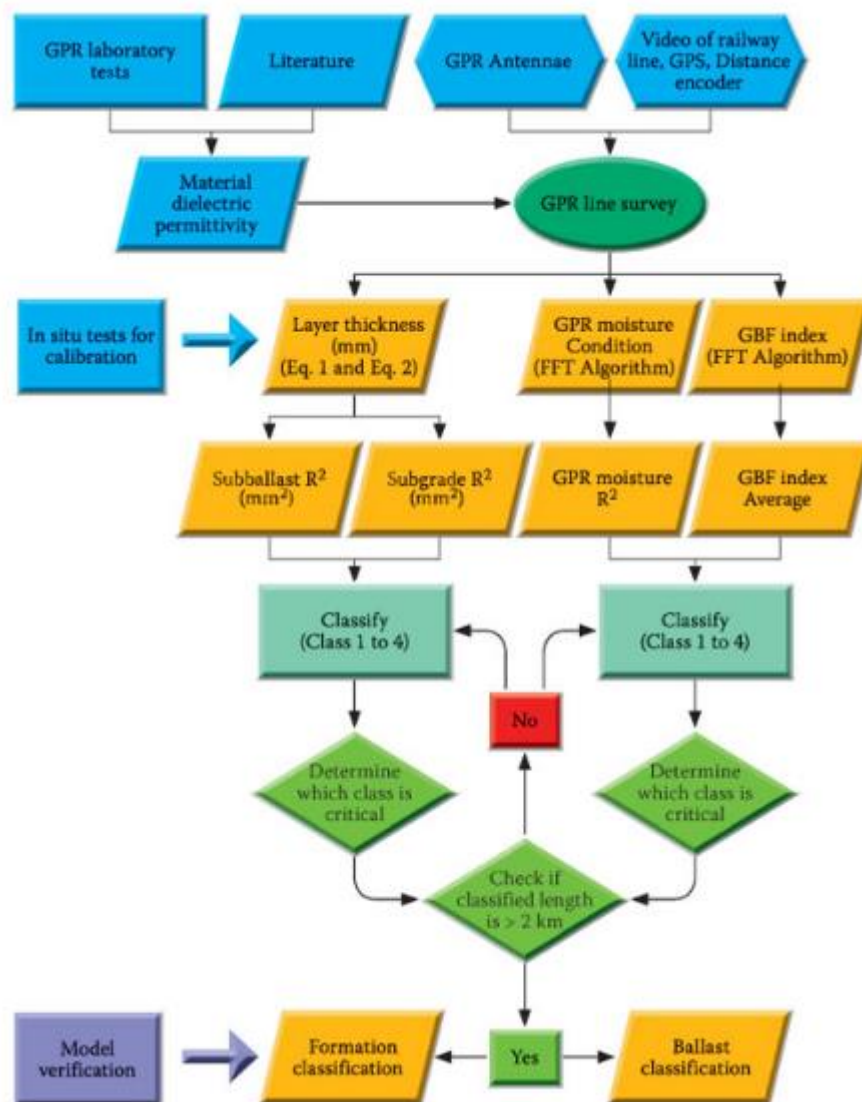 GPR laboratory
tests
Literature
GPR Antennae
Video of railway
line, GPS, Distance
encoder
Material
dielectric
permittivity
GPR line survey
In situ tests for
calibration
Layer thickness
(mm)
(Eq. 1 and Eq. 2)
GPR moisture
Condition
(FFT Algorithm)
GBF index
(FFT Algorithm)
Subballast R²
(mm²)
Subgrade R²
(mm²)
GPR moisture
R²
GBF index
Average
Classify
(Class 1 to 4)
Classify
(Class 1 to 4)
No
Determine
which class is
critical
Determine
which class is
critical
Check if
classified length
is > 2 km
Model
verification
Formation
classification
Yes
Ballast
classification